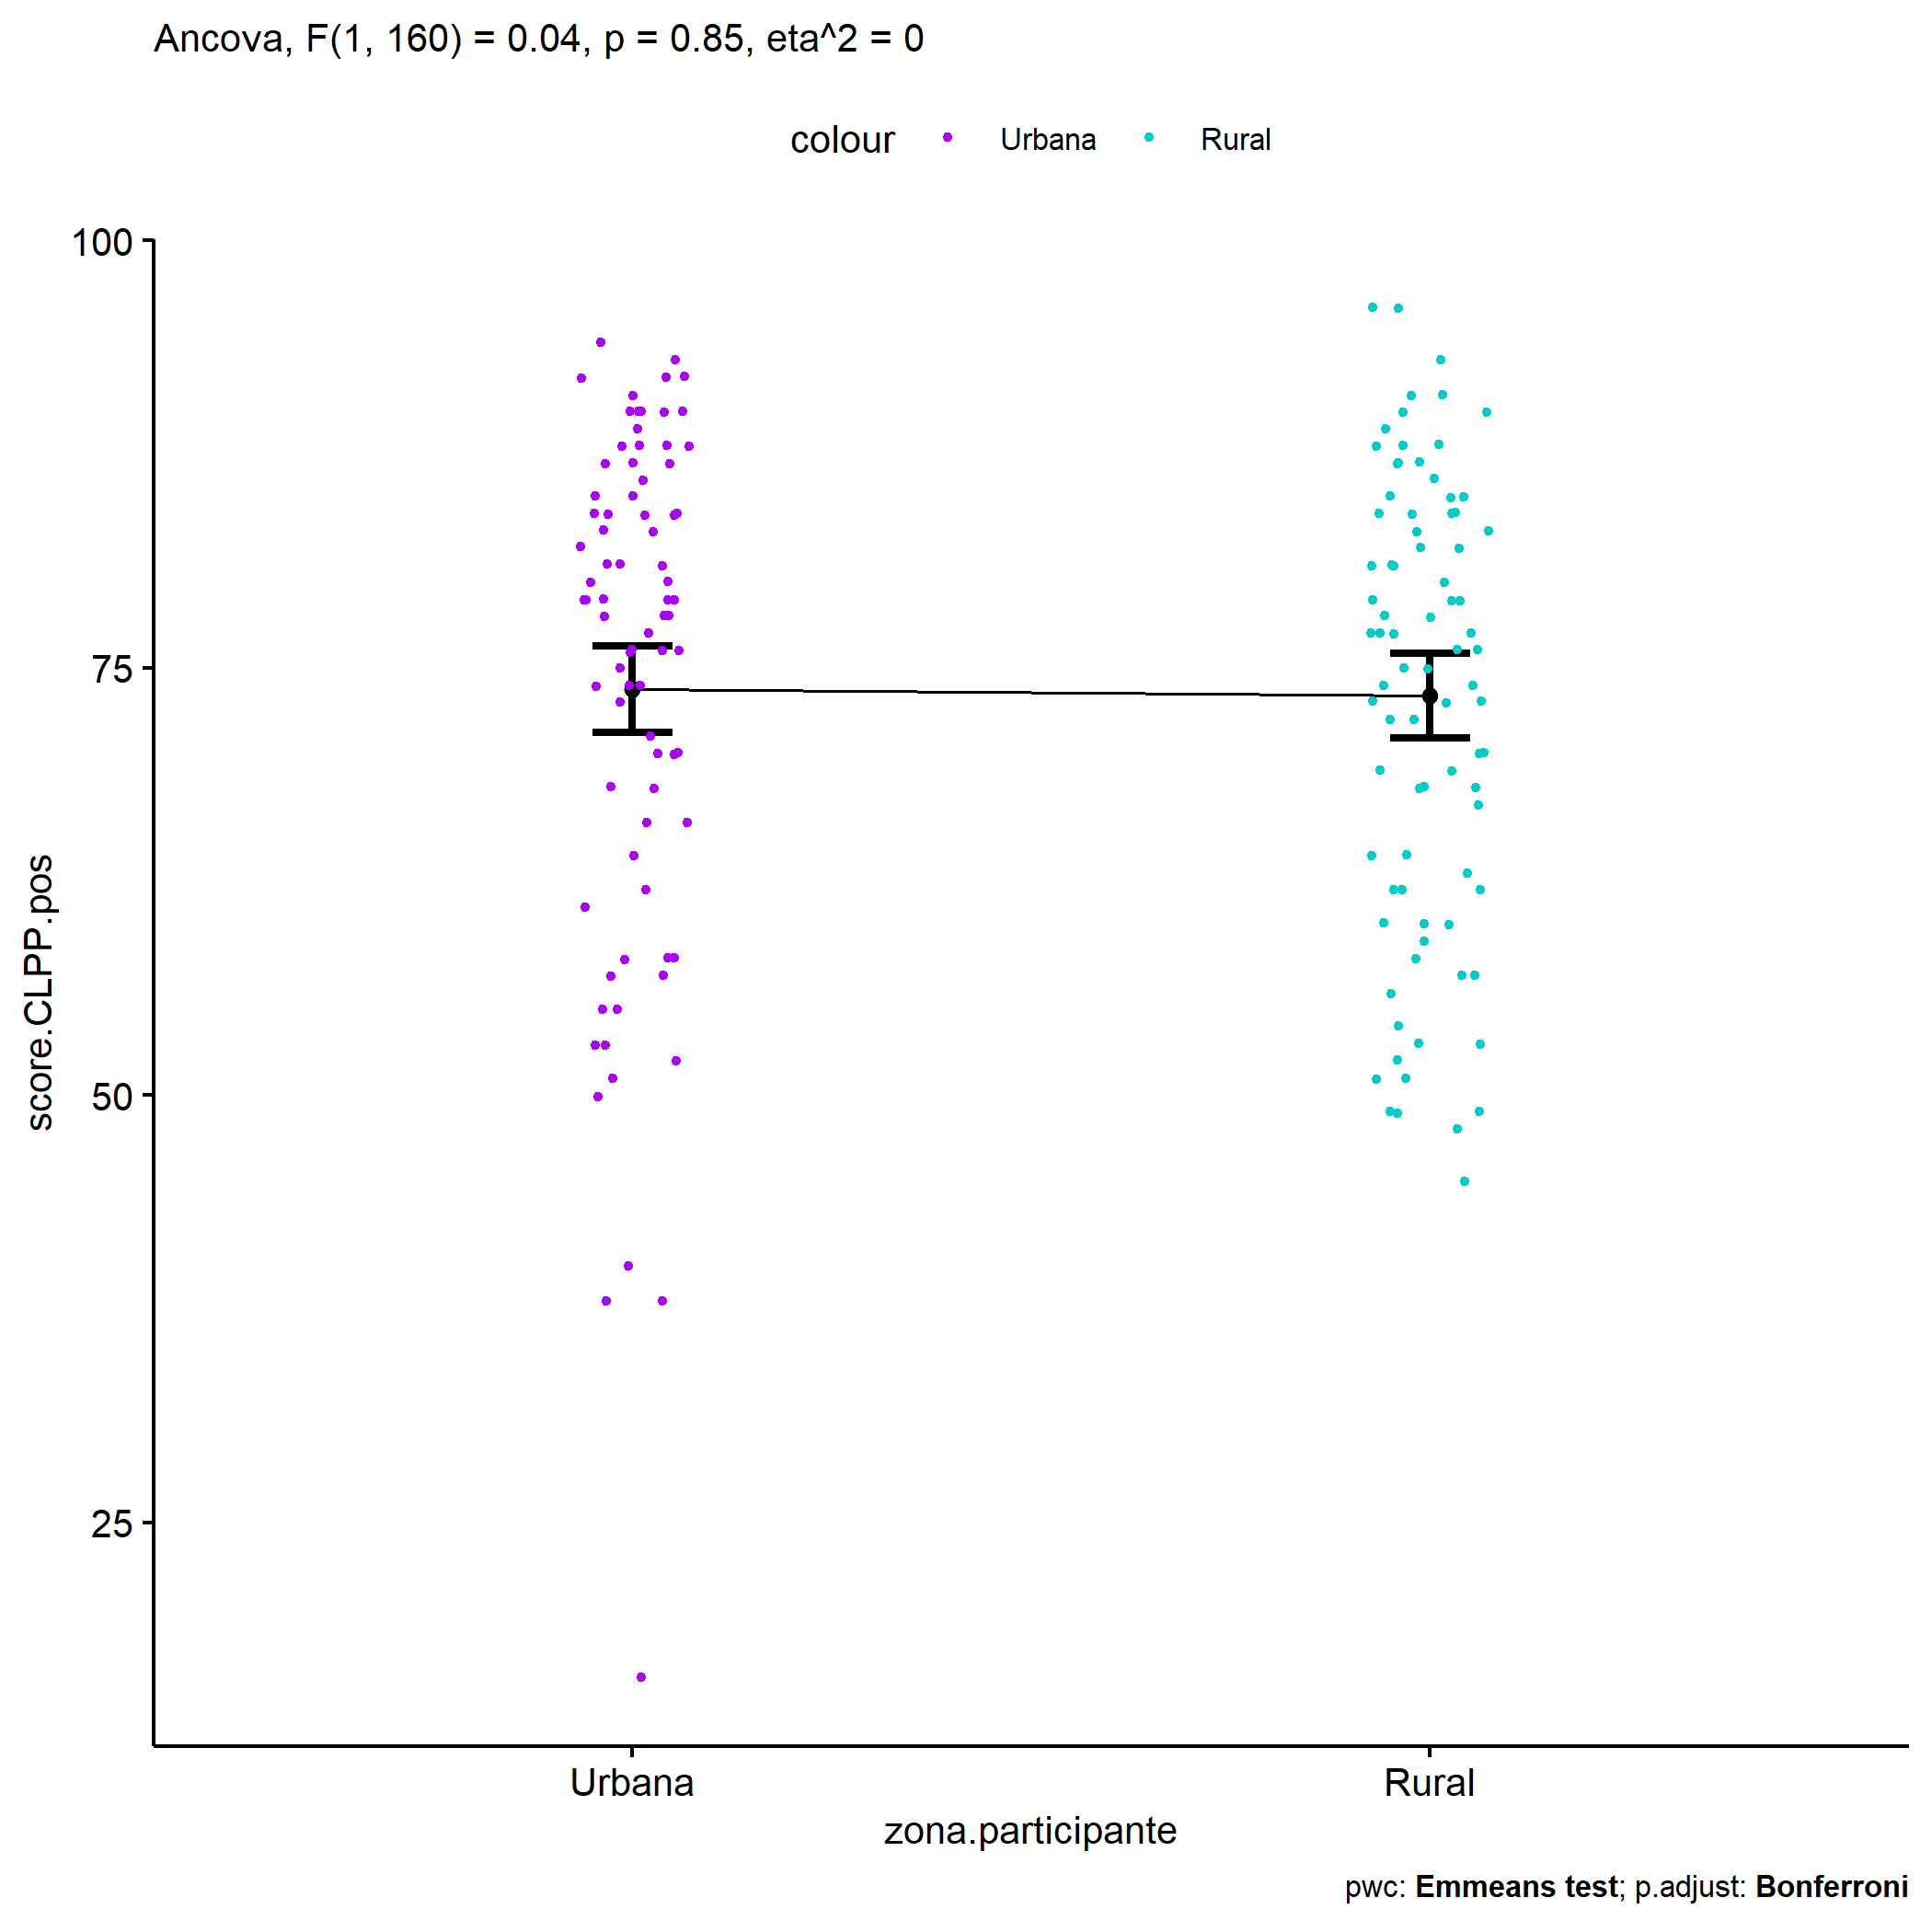 Ancova, F(1, 160) = 0.04, p = 0.85, eta^2 = 0
colour Urbana Rural
100
75
50
25
score.CLPP.pos
Urbana Rural
zona.participante
pwc: Emmeans test; p.adjust: Bonferroni